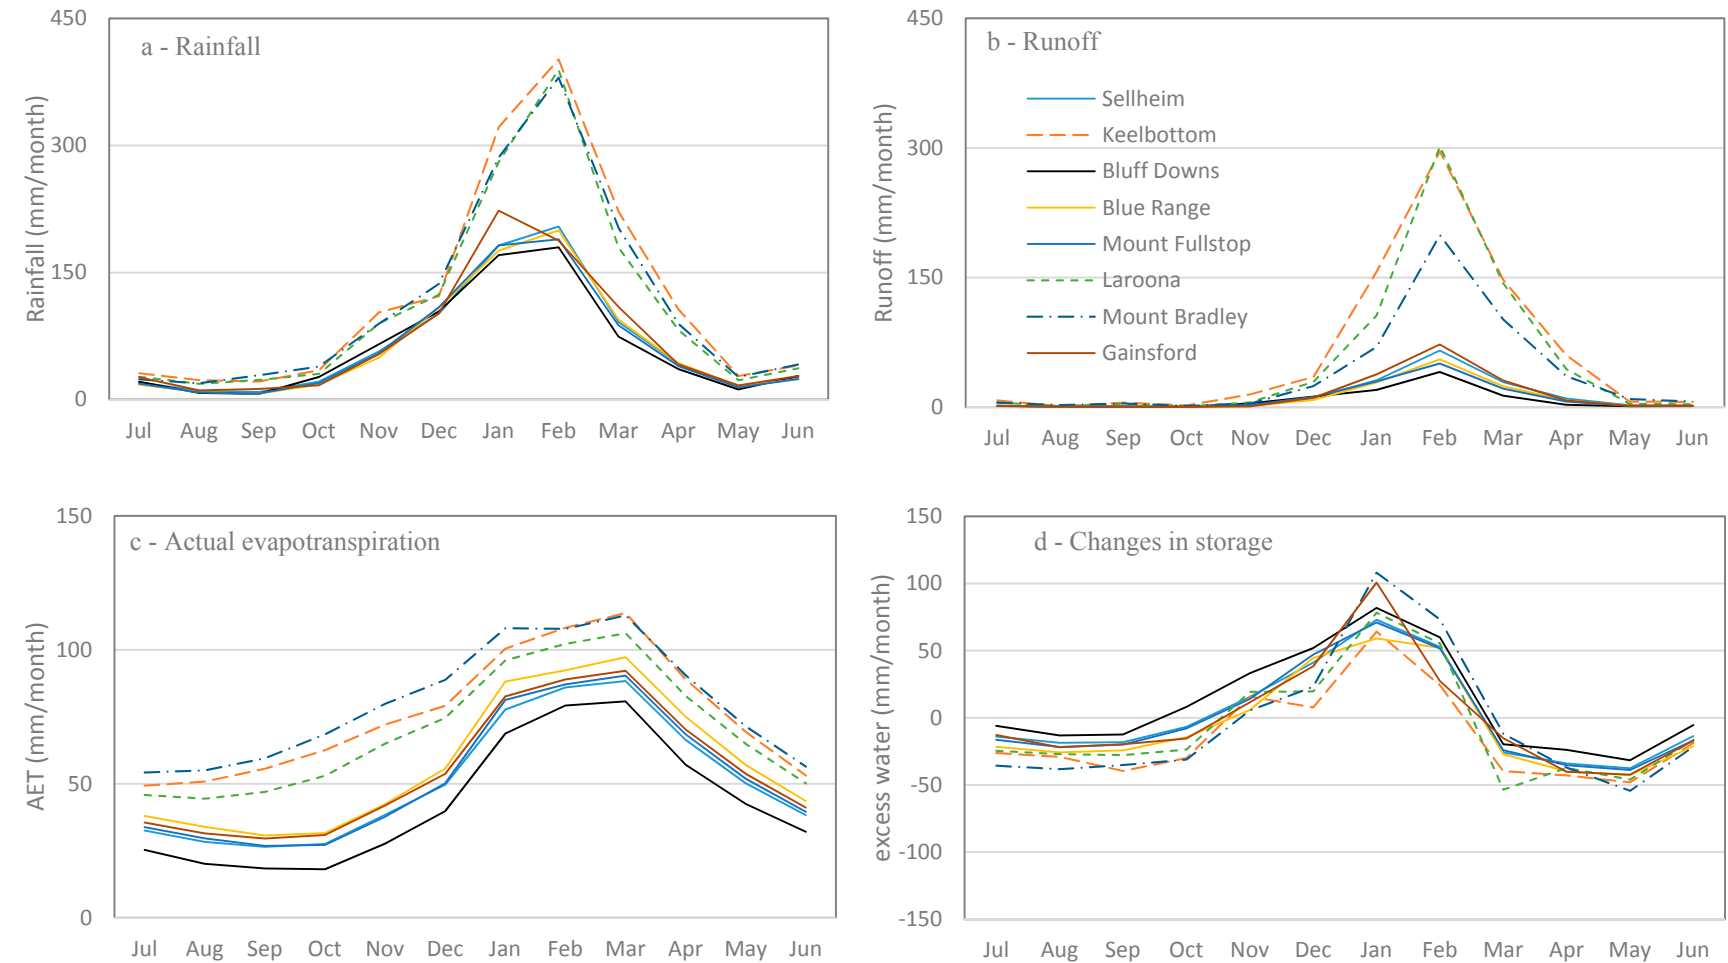 a - Rainfall
Rainfall (mm/month)
450
300
150
0
Jul Aug Sep Oct Nov Dec Jan Feb Mar Apr May Jun
b - Runoff
Runoff (mm/month)
450
300
150
0
Sellheim
Keelbottom
Bluff Downs
Blue Range
Mount Fullstop
Laroona
Mount Bradley
Gainsford
Jul Aug Sep Oct Nov Dec Jan Feb Mar Apr May Jun
c - Actual evapotranspiration
AET (mm/month)
150
100
50
0
Jul Aug Sep Oct Nov Dec Jan Feb Mar Apr May Jun
d - Changes in storage
excess water (mm/month)
150
100
50
0
-50
-100
-150
Jul Aug Sep Oct Nov Dec Jan Feb Mar Apr May Jun